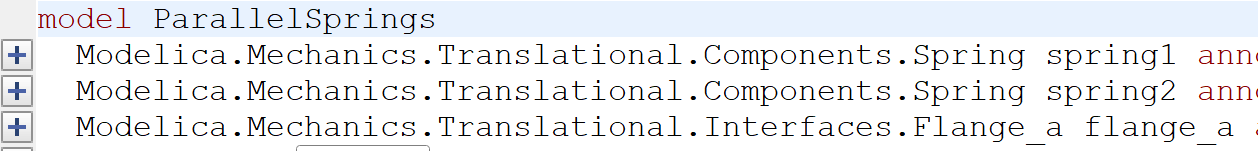 model ParallelSprings
Modelica.Mechanics.Translational.Components.Spring spring1
Modelica.Mechanics.Translational.Components.Spring spring2
Modelica.Mechanics.Translational.Interfaces.Flange_a flange_a